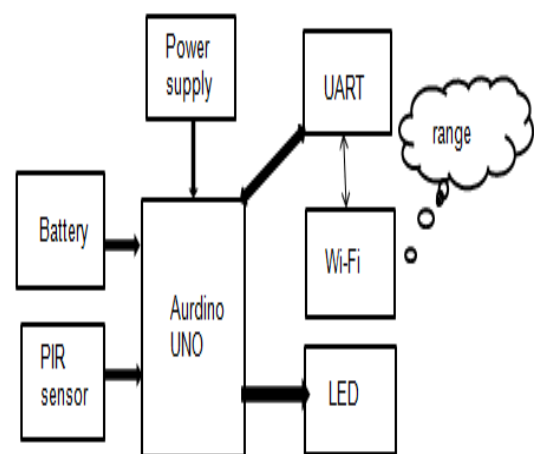 Power
supply
UART
range
Battery
Wi-Fi
Aurdino
UNO
PIR
sensor
LED